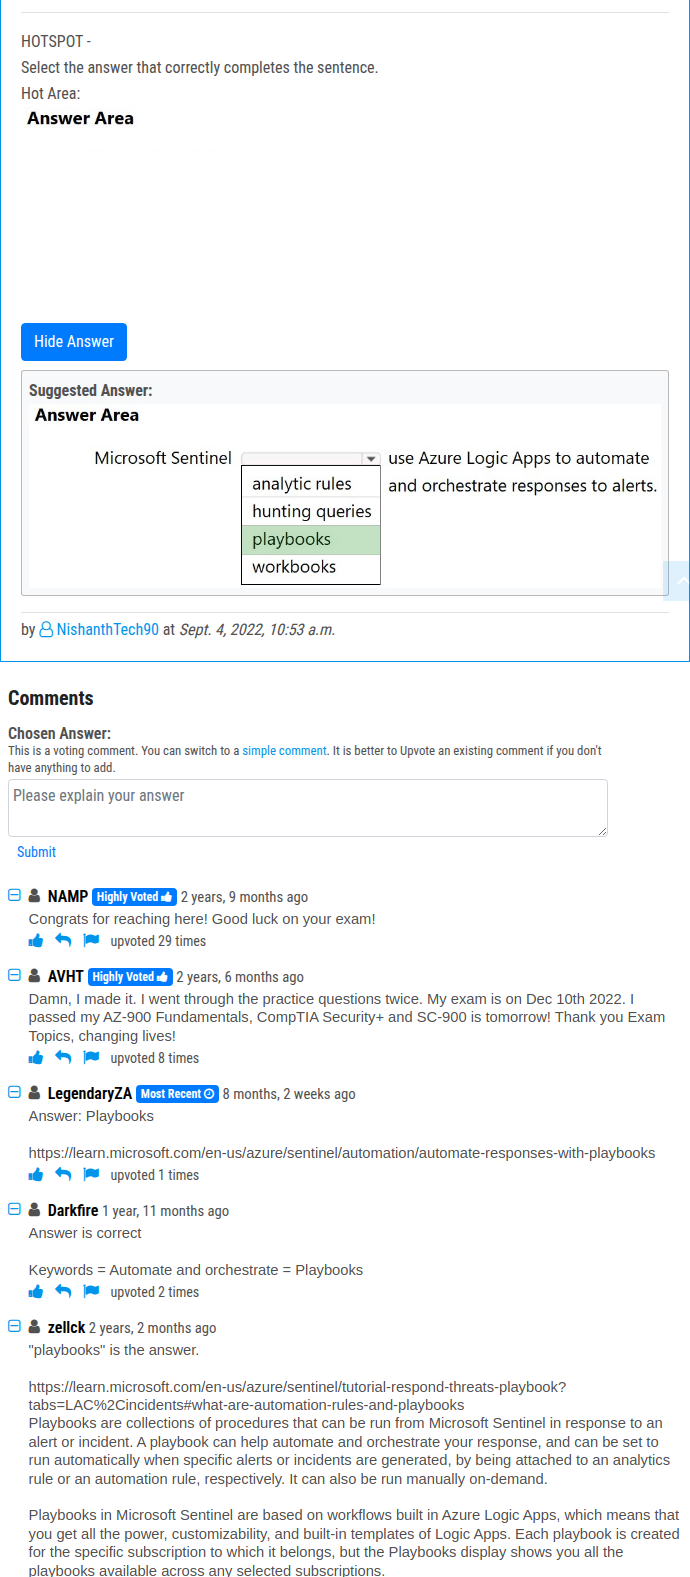 HOTSPOT -
Select the answer that correctly completes the sentence.
Hot Area:
Answer Area
Hide Answer
Suggested Answer:
Answer Area
Microsoft Sentinel use Azure Logic Apps to automate
and orchestrate responses to alerts.
analytic rules
hunting queries
playbooks
workbooks
by NishanthTech90 at Sept. 4, 2022, 10:53 a.m.
Comments
Chosen Answer:
This is a voting comment. You can switch to a simple comment. It is better to Upvote an existing comment if you don't
have anything to add.
Please explain your answer
Submit
NAMP Highly Voted 2 years, 9 months ago
Congrats for reaching here! Good luck on your exam!
upvoted 29 times
AVHT Highly Voted 2 years, 6 months ago
Damn, I made it. I went through the practice questions twice. My exam is on Dec 10th 2022. I
passed my AZ-900 Fundamentals, CompTIA Security+ and SC-900 is tomorrow! Thank you Exam
Topics, changing lives!
upvoted 8 times
LegendaryZA Most Recent 8 months, 2 weeks ago
Answer: Playbooks
https://learn.microsoft.com/en-us/azure/sentinel/automation/automate-responses-with-playbooks
upvoted 1 times
Darkfire 1 year, 11 months ago
Answer is correct
Keywords = Automate and orchestrate = Playbooks
upvoted 2 times
zellck 2 years, 2 months ago
"playbooks" is the answer.
https://learn.microsoft.com/en-us/azure/sentinel/tutorial-respond-threats-playbook?
tabs=LAC%2Cincidents#what-are-automation-rules-and-playbooks
Playbooks are collections of procedures that can be run from Microsoft Sentinel in response to an
alert or incident. A playbook can help automate and orchestrate your response, and can be set to
run automatically when specific alerts or incidents are generated, by being attached to an analytics
rule or an automation rule, respectively. It can also be run manually on-demand.
Playbooks in Microsoft Sentinel are based on workflows built in Azure Logic Apps, which means that
you get all the power, customizability, and built-in templates of Logic Apps. Each playbook is created
for the specific subscription to which it belongs, but the Playbooks display shows you all the
playbooks available across any selected subscriptions.